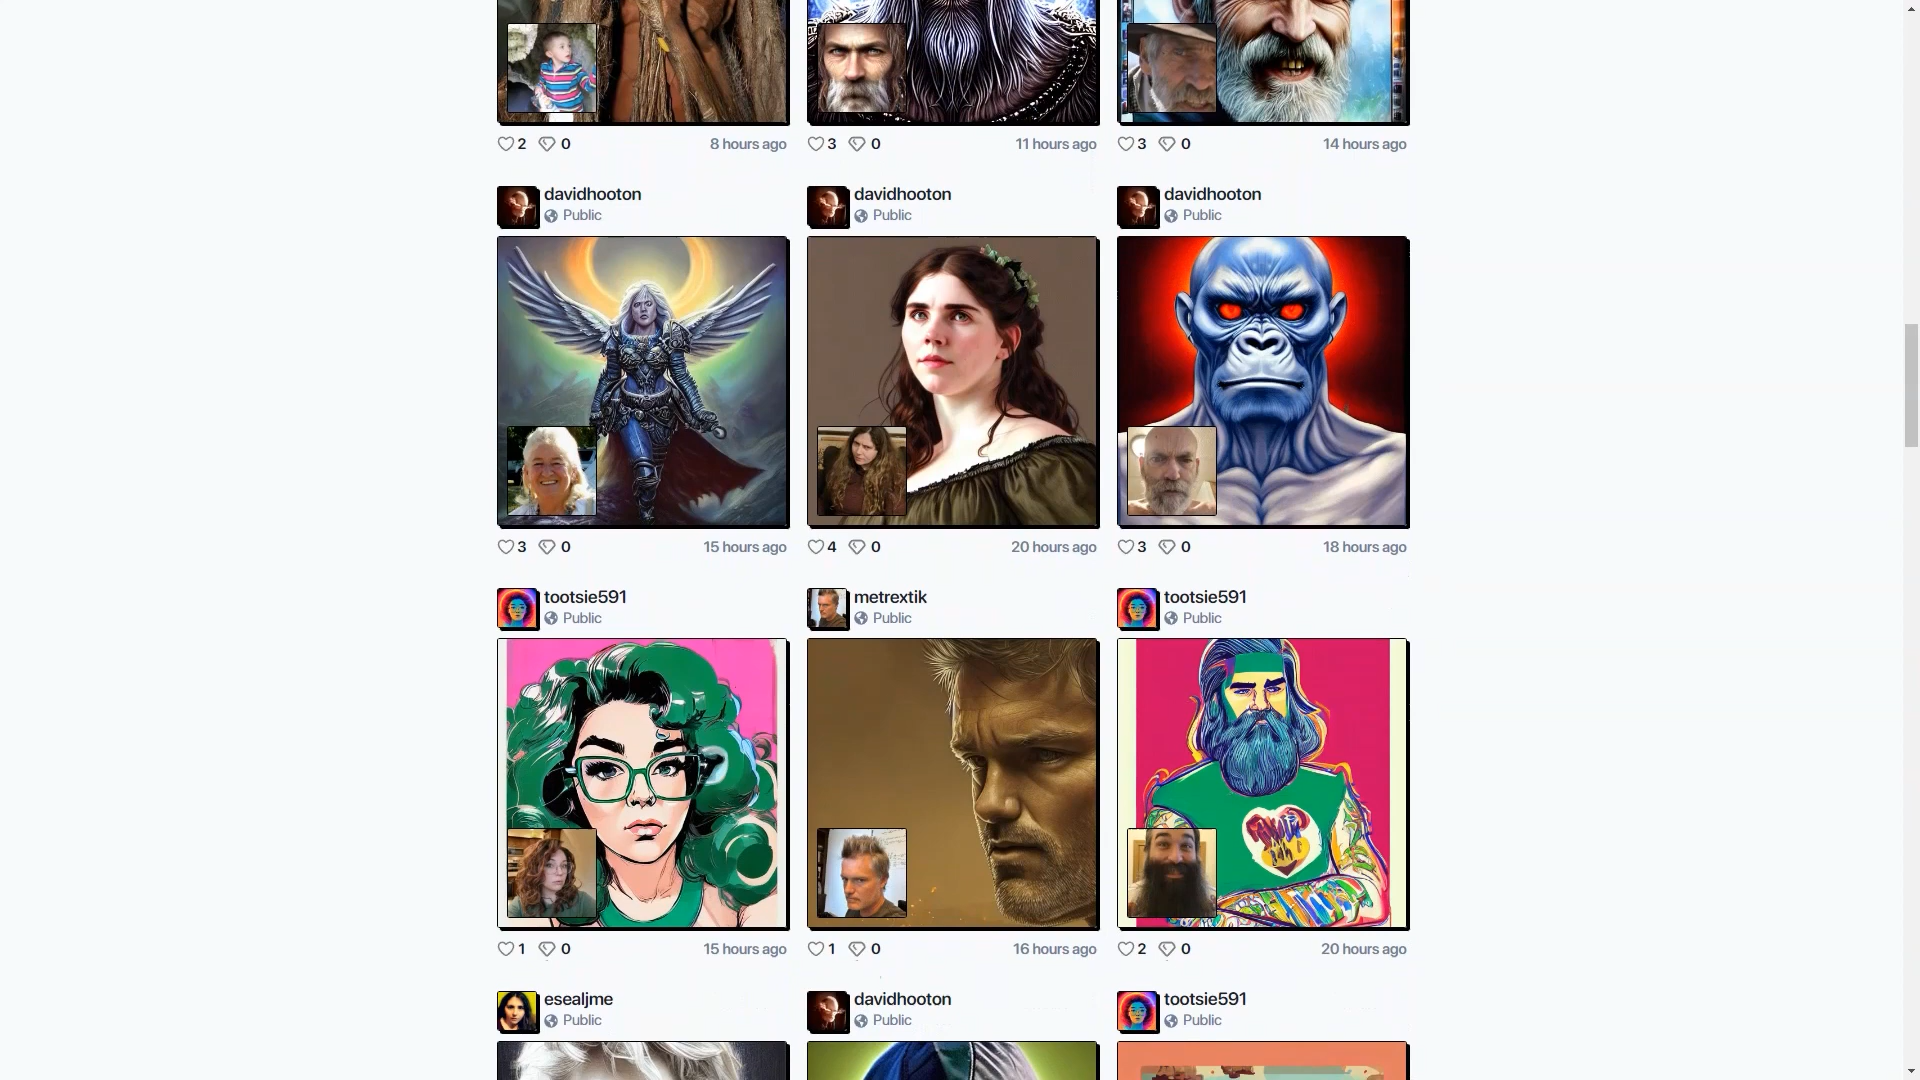 2 0 8 hours ago
3 0 11 hours ago
3 0 14 hours ago
davidhooton
Public
davidhooton
Public
davidhooton
Public
3 0 15 hours ago
4 0 20 hours ago
3 0 18 hours ago
tootsie591
Public
metrextik
Public
tootsie591
Public
1 0 15 hours ago
1 0 16 hours ago
2 0 20 hours ago
esealjme
Public
davidhooton
Public
tootsie591
Public